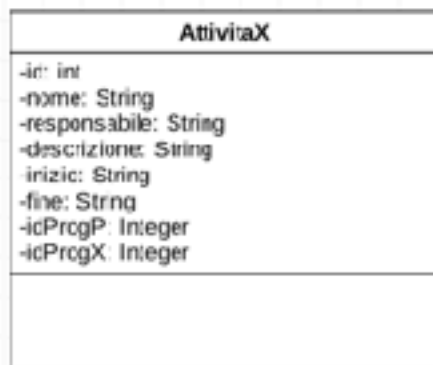 AttivitaX
-id: int
-nome: String
-responsabile: String
-descrizione: String
-inizio: String
-fine: String
-idProgP: Integer
-idProgX: Integer